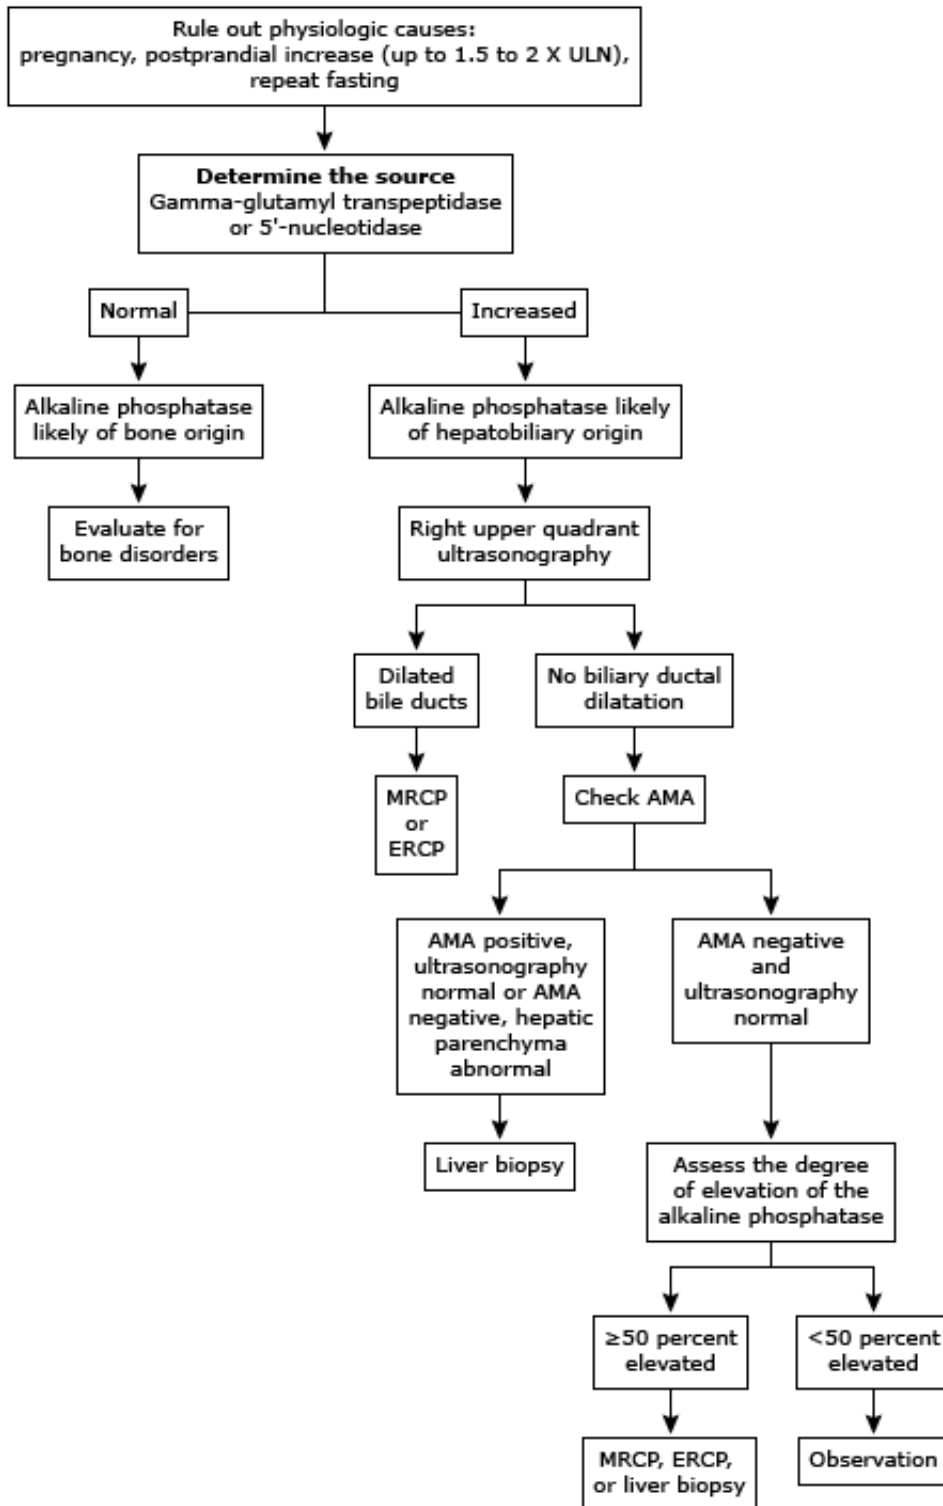 Rule out physiologic causes:
pregnancy, postprandial increase (up to 1.5 to 2 X ULN),
repeat fasting
Determine the source
Gamma-glutamyl transpeptidase
or 5'-nucleotidase
Normal
Increased
Alkaline phosphatase
likely of bone origin
Alkaline phosphatase likely
of hepatobiliary origin
Evaluate for
bone disorders
Right upper quadrant
ultrasonography
Dilated
bile ducts
No biliary ductal
dilatation
MRCP
or
ERCP
Check AMA
AMA positive,
ultrasonography
normal or AMA
negative, hepatic
parenchyma
abnormal
AMA negative
and
ultrasonography
normal
Liver biopsy
Assess the degree
of elevation of the
alkaline phosphatase
≥50 percent
elevated
<50 percent
elevated
MRCP, ERCP,
or liver biopsy
Observation